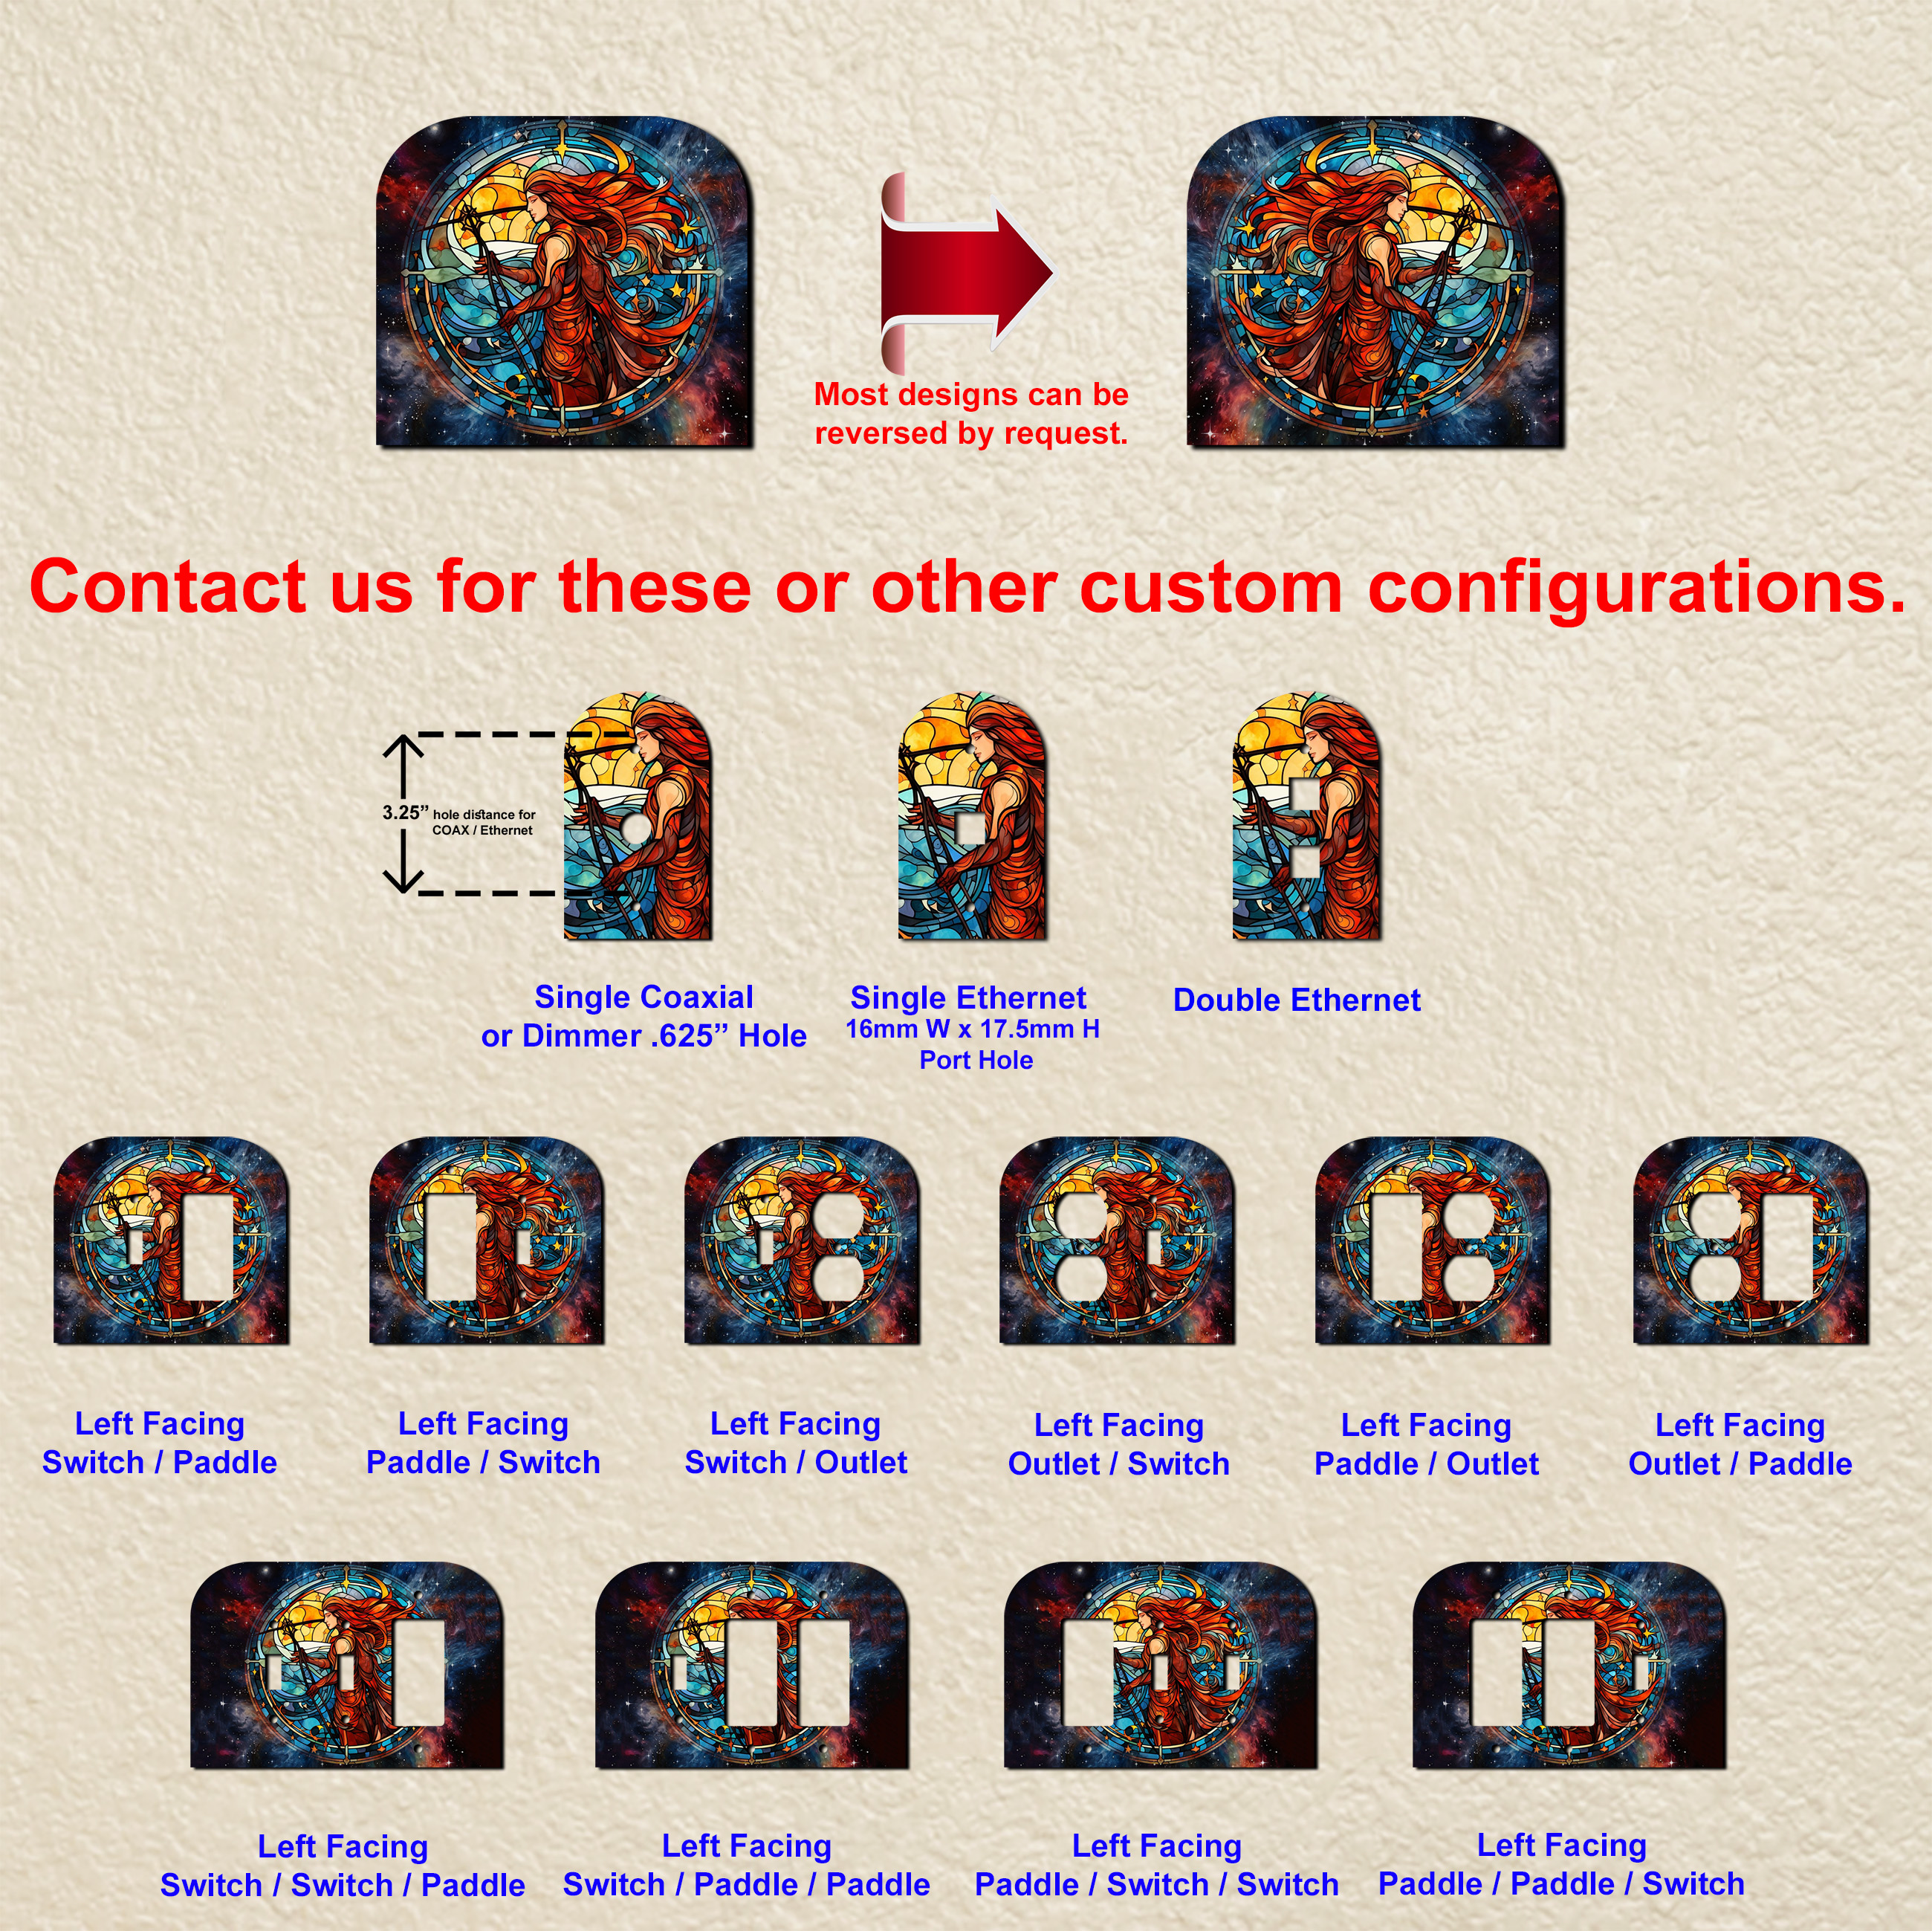 Most designs can be
reversed by request.
Contact us for these or other custom configurations.
3.25” hole distance for
COAX / Ethernet
Single Coaxial
or Dimmer .625” Hole
Single Ethernet
16mm W x 17.5mm H
Port Hole
Double Ethernet
Left Facing
Switch / Paddle
Left Facing
Paddle / Switch
Left Facing
Switch / Outlet
Left Facing
Outlet / Switch
Left Facing
Paddle / Outlet
Left Facing
Outlet / Paddle
Left Facing
Switch / Switch / Paddle
Left Facing
Switch / Paddle / Paddle
Left Facing
Paddle / Switch / Switch
Left Facing
Paddle / Paddle / Switch